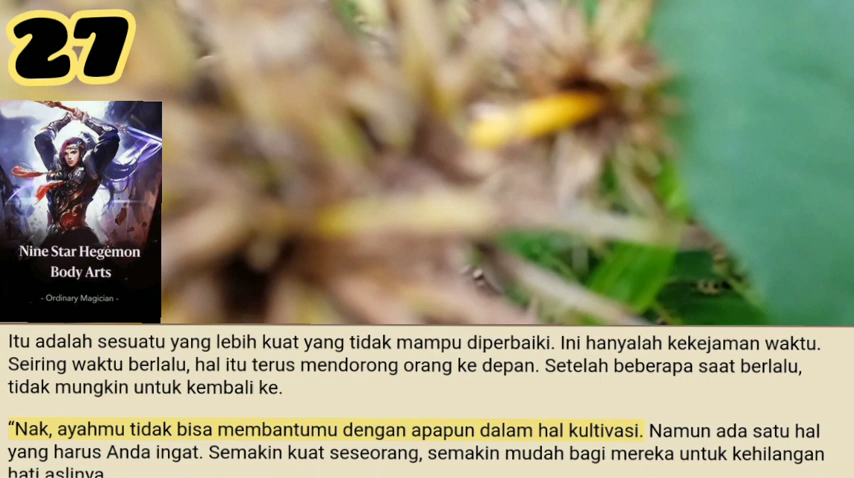 27
Nine Star Hegemon
Body Arts
- Ordinary Magician -
Itu adalah sesuatu yang lebih kuat yang tidak mampu diperbaiki. Ini hanyalah kekejaman waktu.
Seiring waktu berlalu, hal itu terus mendorong orang ke depan. Setelah beberapa saat berlalu,
tidak mungkin untuk kembali ke.
“Nak, ayahmu tidak bisa membantumu dengan apapun dalam hal kultivasi. Namun ada satu hal
yang harus Anda ingat. Semakin kuat seseorang, semakin mudah bagi mereka untuk kehilangan
hati aslinya